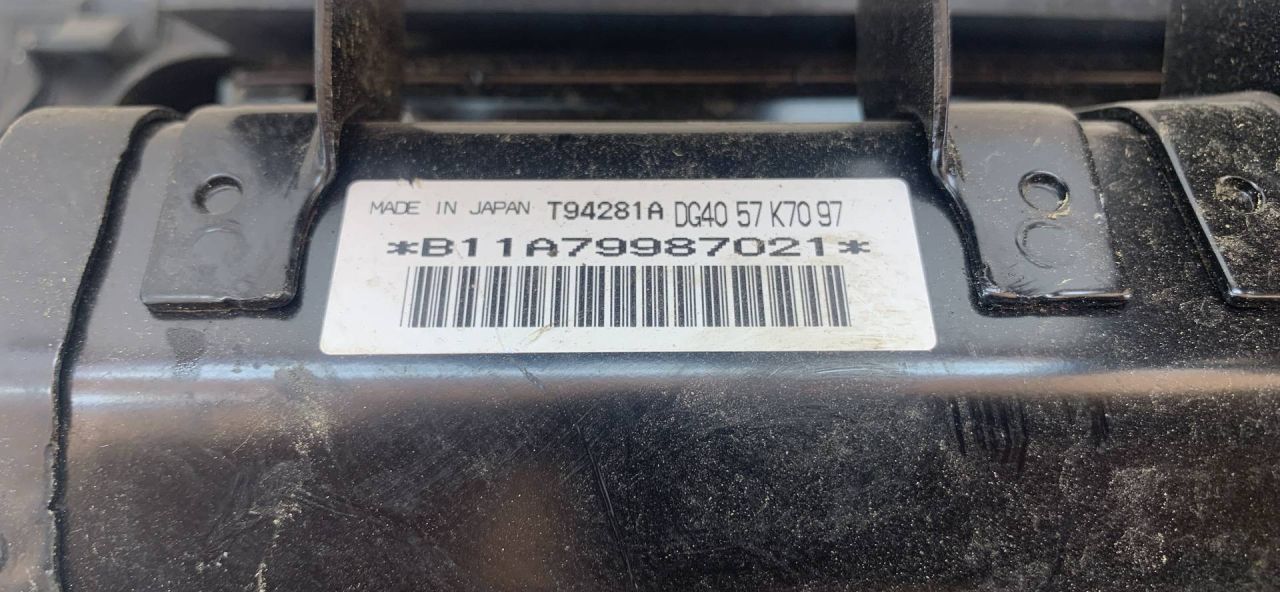 MADE IN JAPAN T94281A DG40 57 K70 97
*B11A79987021*